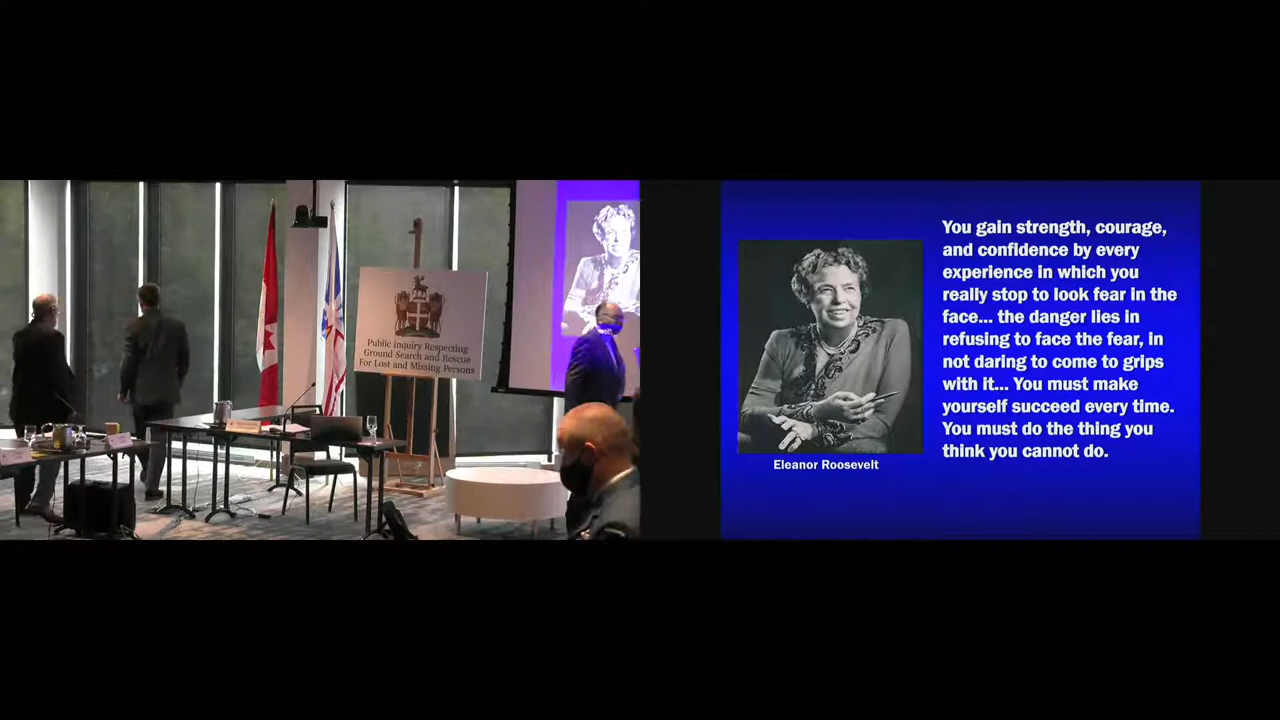 Public Inquiry Respecting
Ground Search and Rescue
For Lost and Missing Persons
You gain strength, courage,
and confidence by every
experience in which you
really stop to look fear in the
face... the danger lies in
refusing to face the fear, in
not daring to come to grips
with it... You must make
yourself succeed every time.
You must do the thing you
think you cannot do.
Eleanor Roosevelt